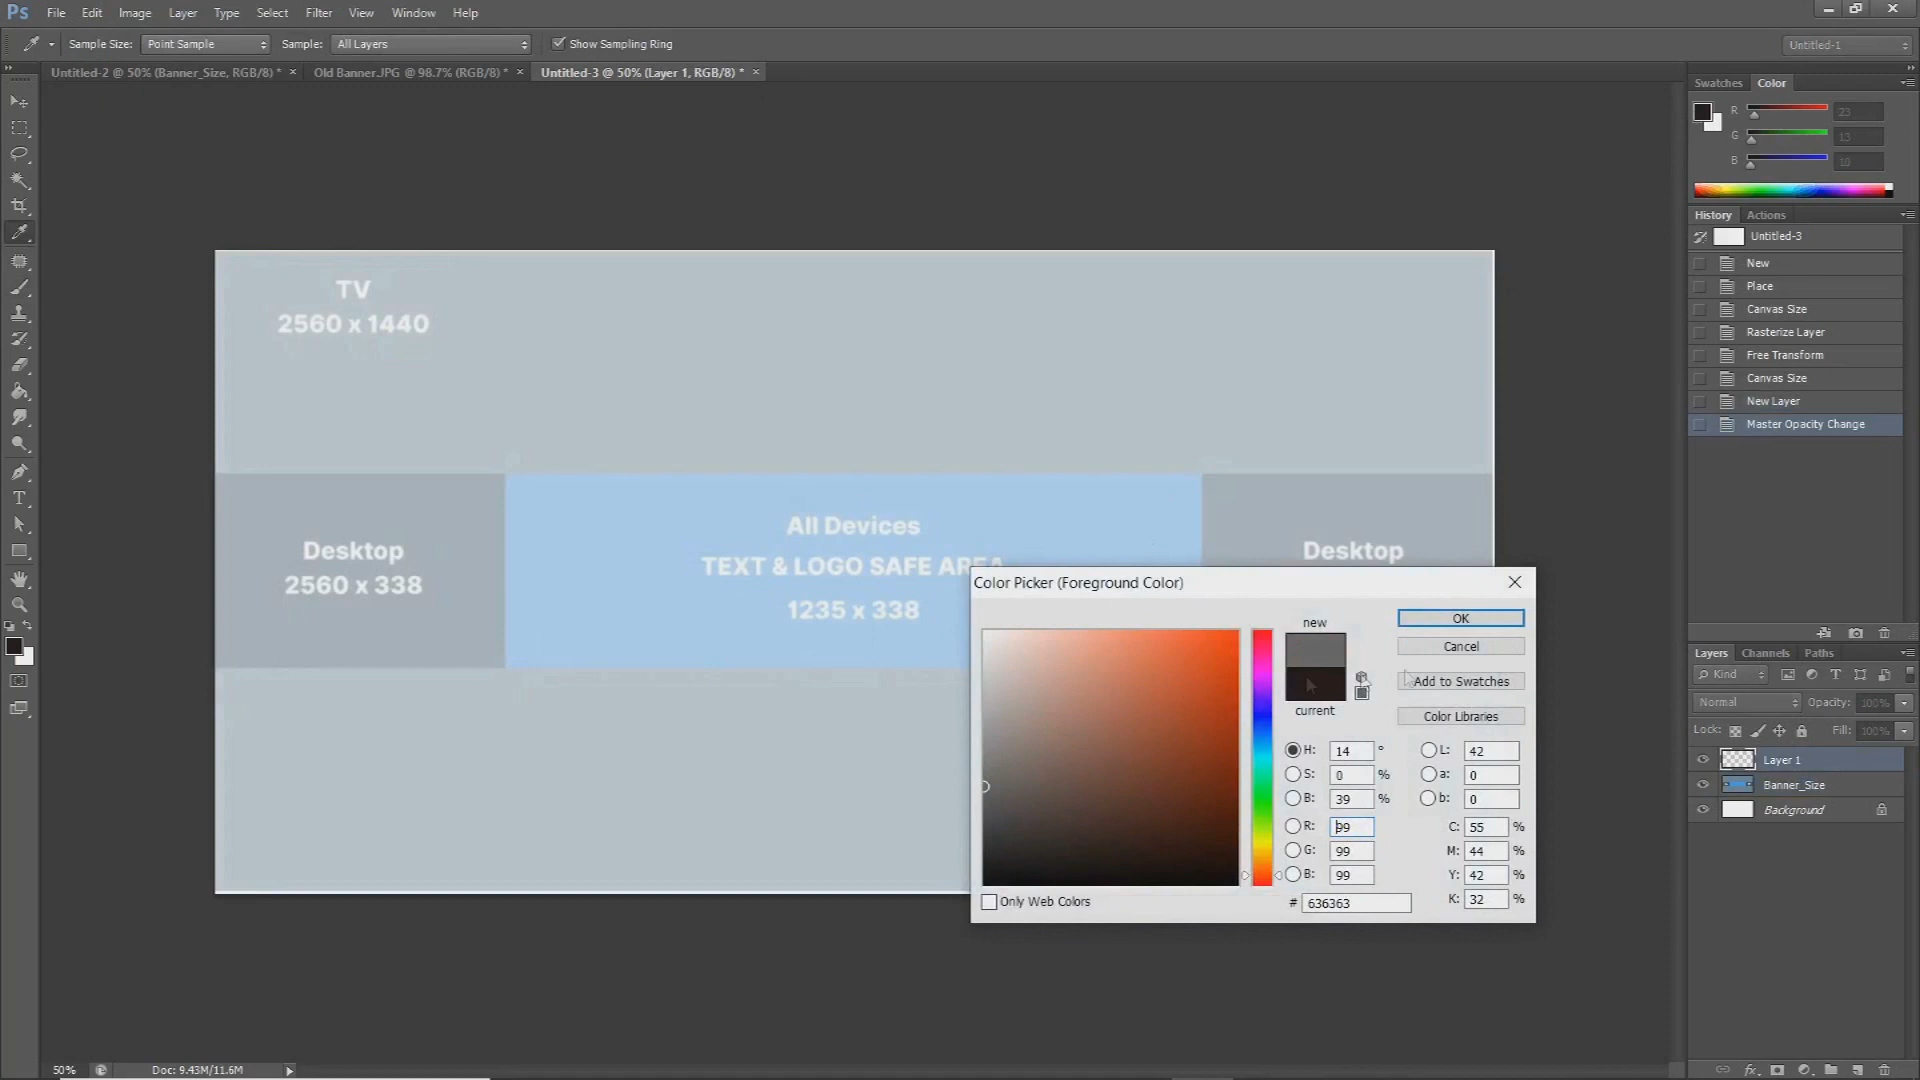 Ps File Edit Image Layer Type Select Filter View Window Help
Sample Size: Point Sample Sample: All Layers Show Sampling Ring Untitled-1
Untitled-2 @ 50% (Banner_Size, RGB/8) * × Old Banner.JPG @ 98.7% (RGB/8) * × Untitled-3 @ 50% (Layer 1, RGB/8) * ×
Swatches Color
R 23
G 13
B 10
History Actions
Untitled-3
New
Place
Canvas Size
Rasterize Layer
Free Transform
Canvas Size
New Layer
Master Opacity Change
TV
2560 x 1440
Desktop
2560 x 338
All Devices
TEXT & LOGO SAFE AREA
1235 x 338
Desktop
Color Picker (Foreground Color)
new
current
OK
Cancel
Add to Swatches
Color Libraries
H: 14 °
S: 0 %
B: 39 %
R: 99
G: 99
B: 99
# 636363
L: 42
a: 0
b: 0
C: 55 %
M: 44 %
Y: 42 %
K: 32 %
Only Web Colors
Layers Channels Paths
Kind
Normal Opacity: 100%
Lock: Fill: 100%
Layer 1
Banner_Size
Background
50% Doc: 9.43M/11.6M